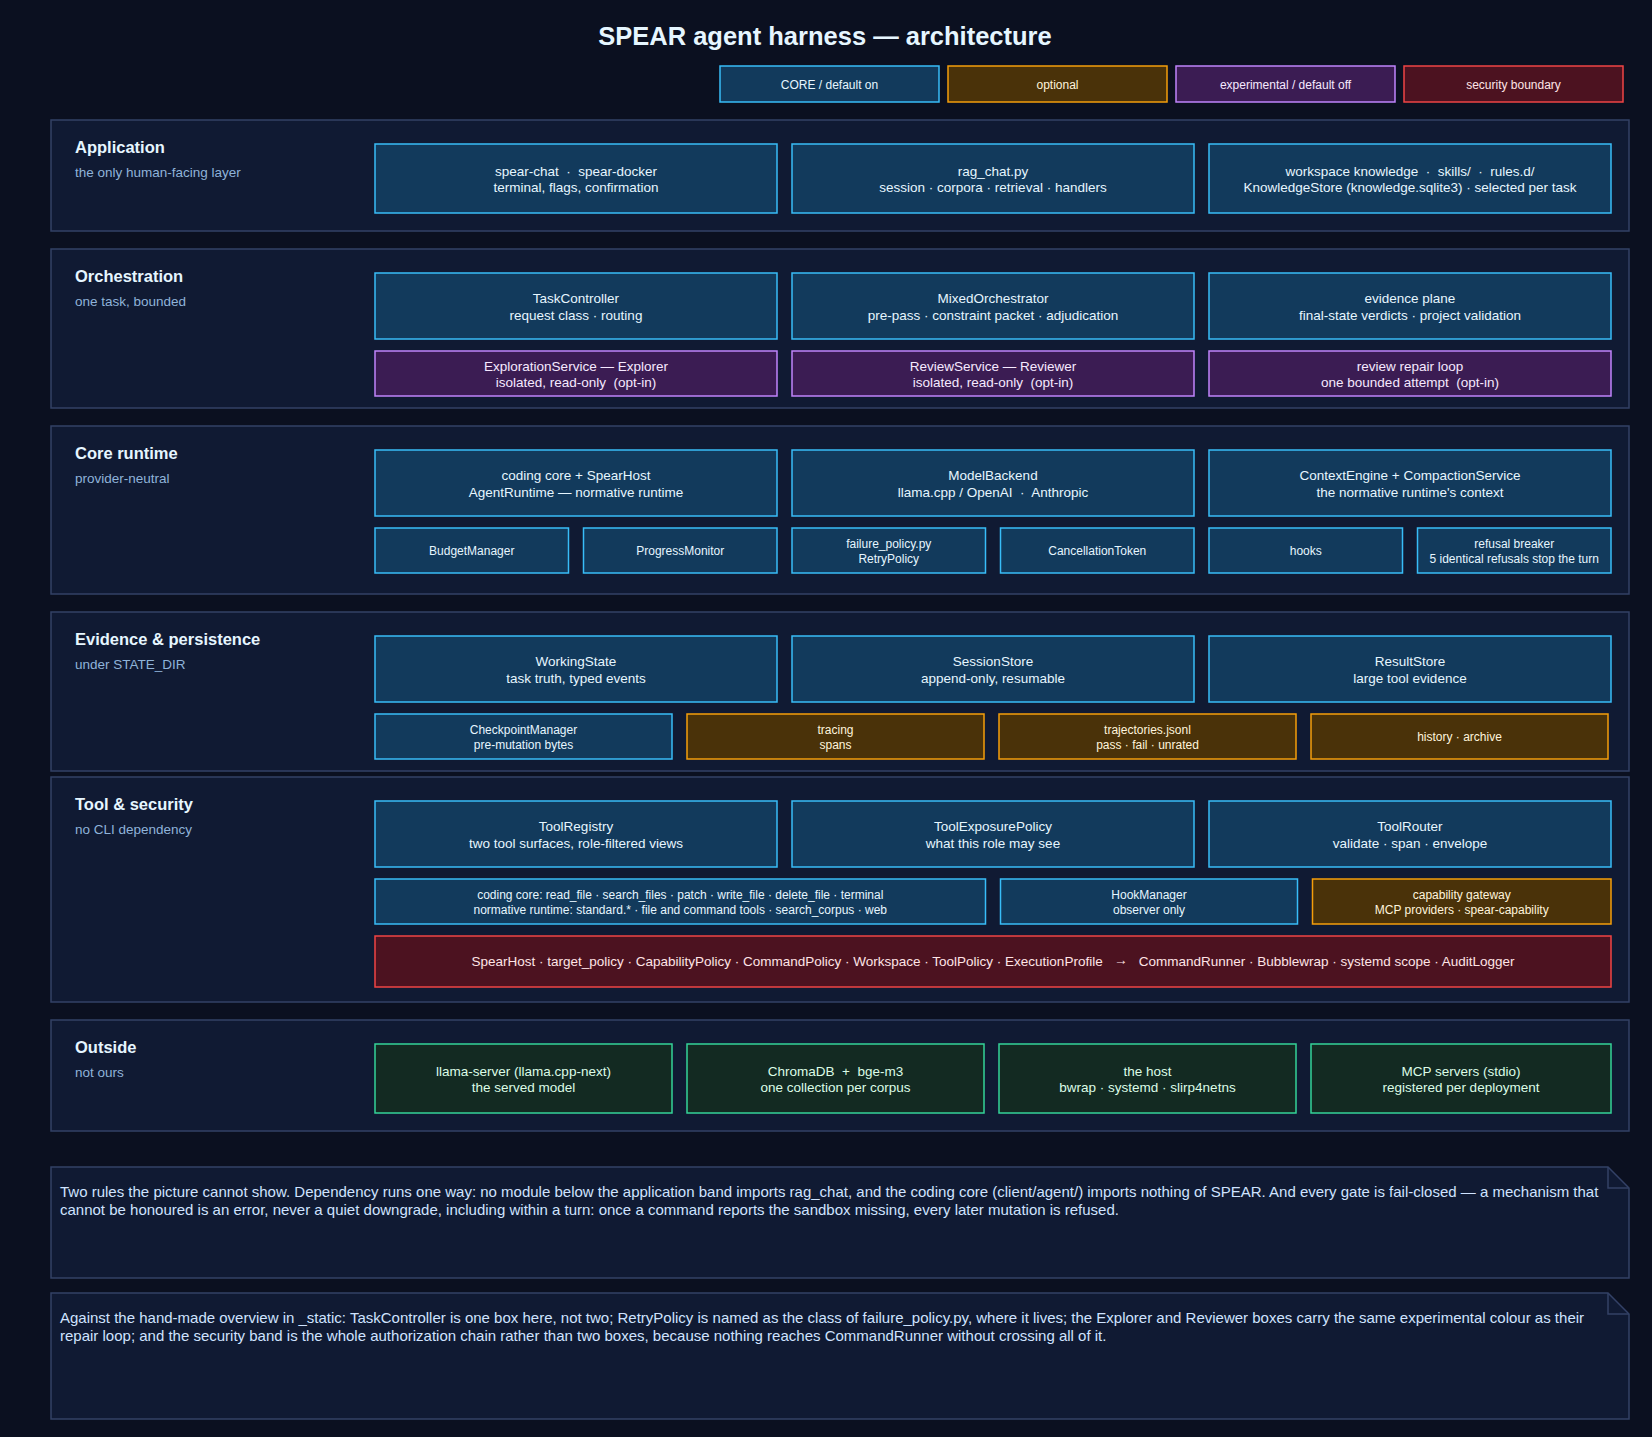 SPEAR agent harness — architecture
CORE / default on
optional
experimental / default off
security boundary
Application
the only human-facing layer
spear-chat · spear-docker
terminal, flags, confirmation
rag_chat.py
session · corpora · retrieval · handlers
workspace knowledge · skills/ · rules.d/
KnowledgeStore (knowledge.sqlite3) · selected per task
Orchestration
one task, bounded
TaskController
request class · routing
MixedOrchestrator
pre-pass · constraint packet · adjudication
evidence plane
final-state verdicts · project validation
ExplorationService — Explorer
isolated, read-only (opt-in)
ReviewService — Reviewer
isolated, read-only (opt-in)
review repair loop
one bounded attempt (opt-in)
Core runtime
provider-neutral
coding core + SpearHost
AgentRuntime — normative runtime
ModelBackend
llama.cpp / OpenAI · Anthropic
ContextEngine + CompactionService
the normative runtime's context
BudgetManager
ProgressMonitor
failure_policy.py
RetryPolicy
CancellationToken
hooks
refusal breaker
5 identical refusals stop the turn
Evidence & persistence
under STATE_DIR
WorkingState
task truth, typed events
SessionStore
append-only, resumable
ResultStore
large tool evidence
CheckpointManager
pre-mutation bytes
tracing
spans
trajectories.jsonl
pass · fail · unrated
history · archive
Tool & security
no CLI dependency
ToolRegistry
two tool surfaces, role-filtered views
ToolExposurePolicy
what this role may see
ToolRouter
validate · span · envelope
coding core: read_file · search_files · patch · write_file · delete_file · terminal
normative runtime: standard.* · file and command tools · search_corpus · web
HookManager
observer only
capability gateway
MCP providers · spear-capability
SpearHost · target_policy · CapabilityPolicy · CommandPolicy · Workspace · ToolPolicy · ExecutionProfile → CommandRunner · Bubblewrap · systemd scope · AuditLogger
Outside
not ours
llama-server (llama.cpp-next)
the served model
ChromaDB + bge-m3
one collection per corpus
the host
bwrap · systemd · slirp4netns
MCP servers (stdio)
registered per deployment
Two rules the picture cannot show. Dependency runs one way: no module below the application band imports rag_chat, and the coding core (client/agent/) imports nothing of SPEAR. And every gate is fail-closed — a mechanism that
cannot be honoured is an error, never a quiet downgrade, including within a turn: once a command reports the sandbox missing, every later mutation is refused.
Against the hand-made overview in _static: TaskController is one box here, not two; RetryPolicy is named as the class of failure_policy.py, where it lives; the Explorer and Reviewer boxes carry the same experimental colour as their
repair loop; and the security band is the whole authorization chain rather than two boxes, because nothing reaches CommandRunner without crossing all of it.